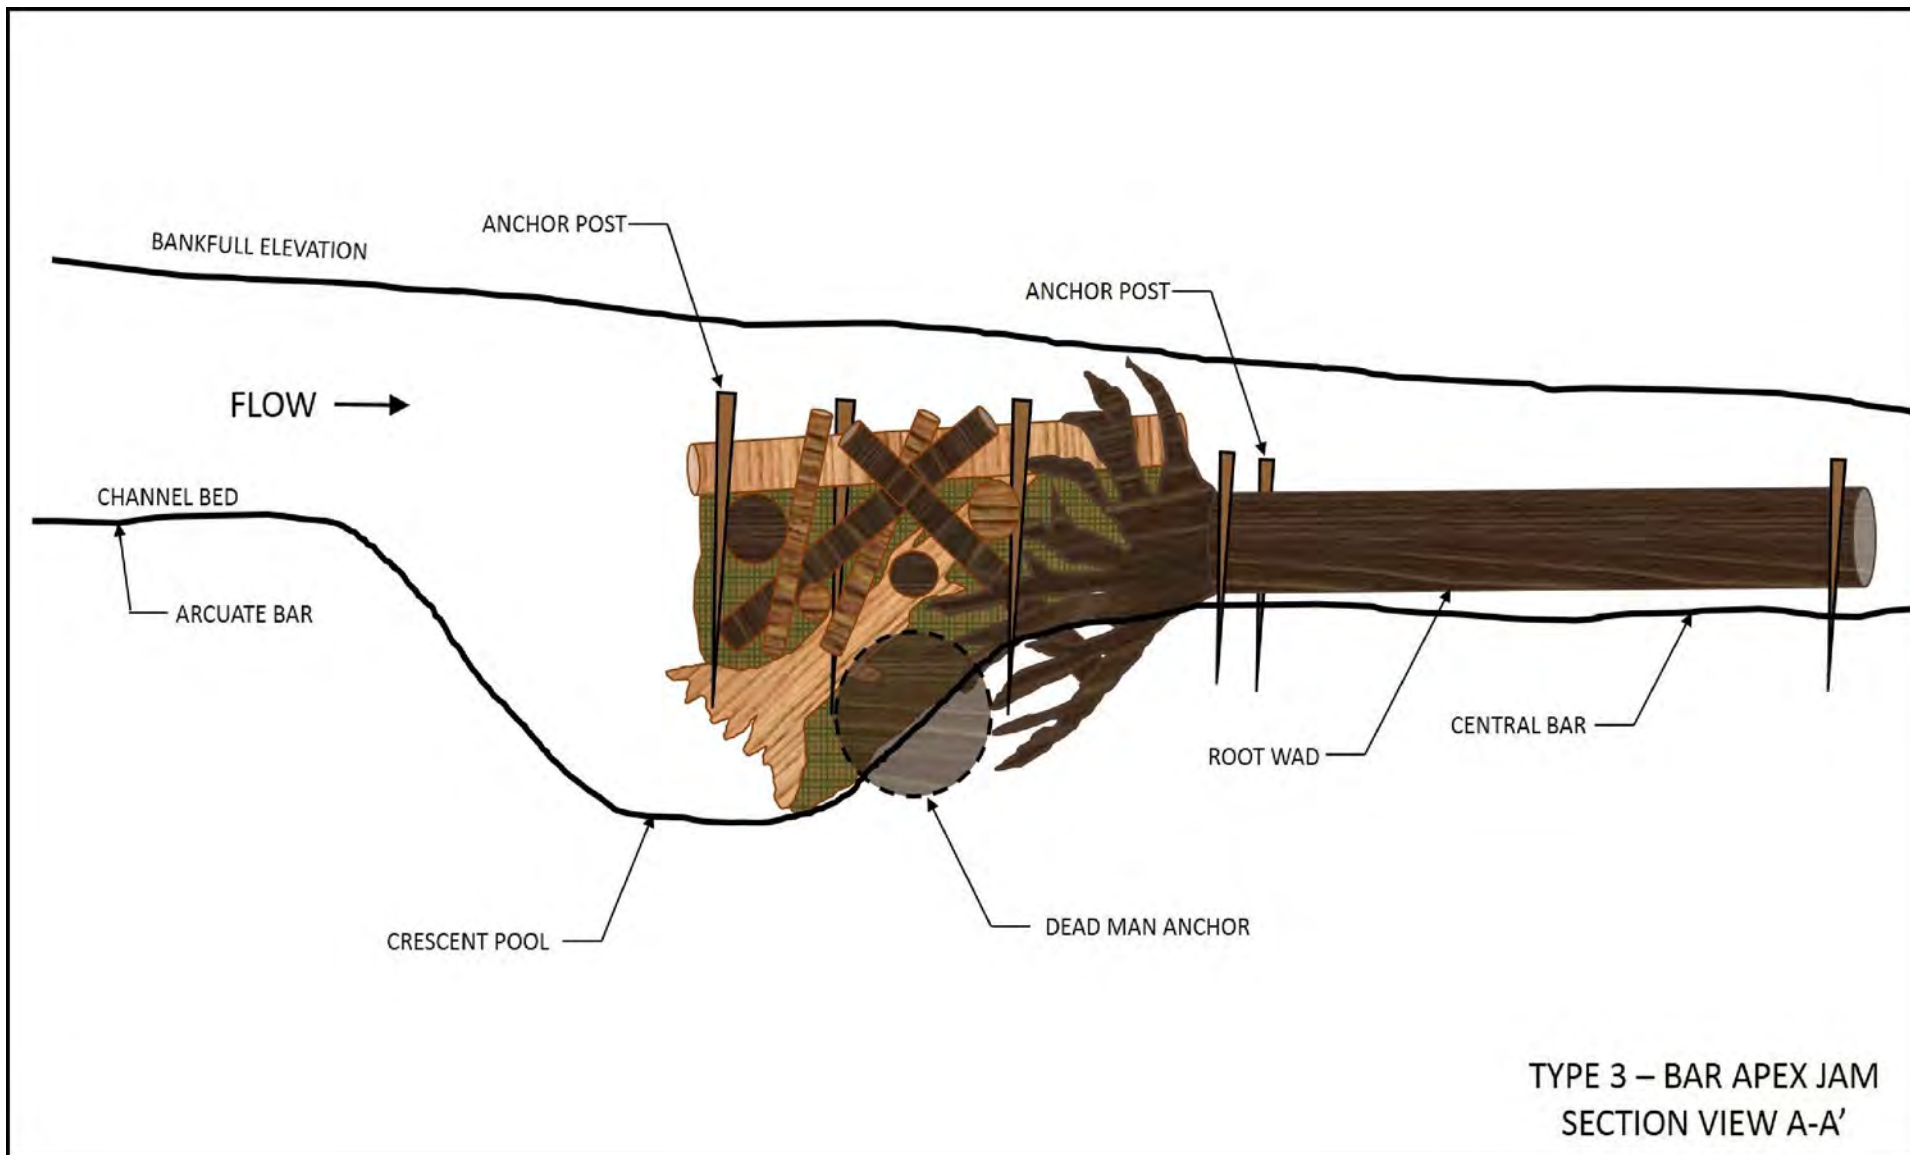 ANCHOR POST
BANKFULL ELEVATION
ANCHOR POST
FLOW
CHANNEL BED
ARCUATE BAR
CENTRAL BAR
ROOT WAD
DEAD MAN ANCHOR
CRESCENT POOL
TYPE 3 – BAR APEX JAM
SECTION VIEW A-A’